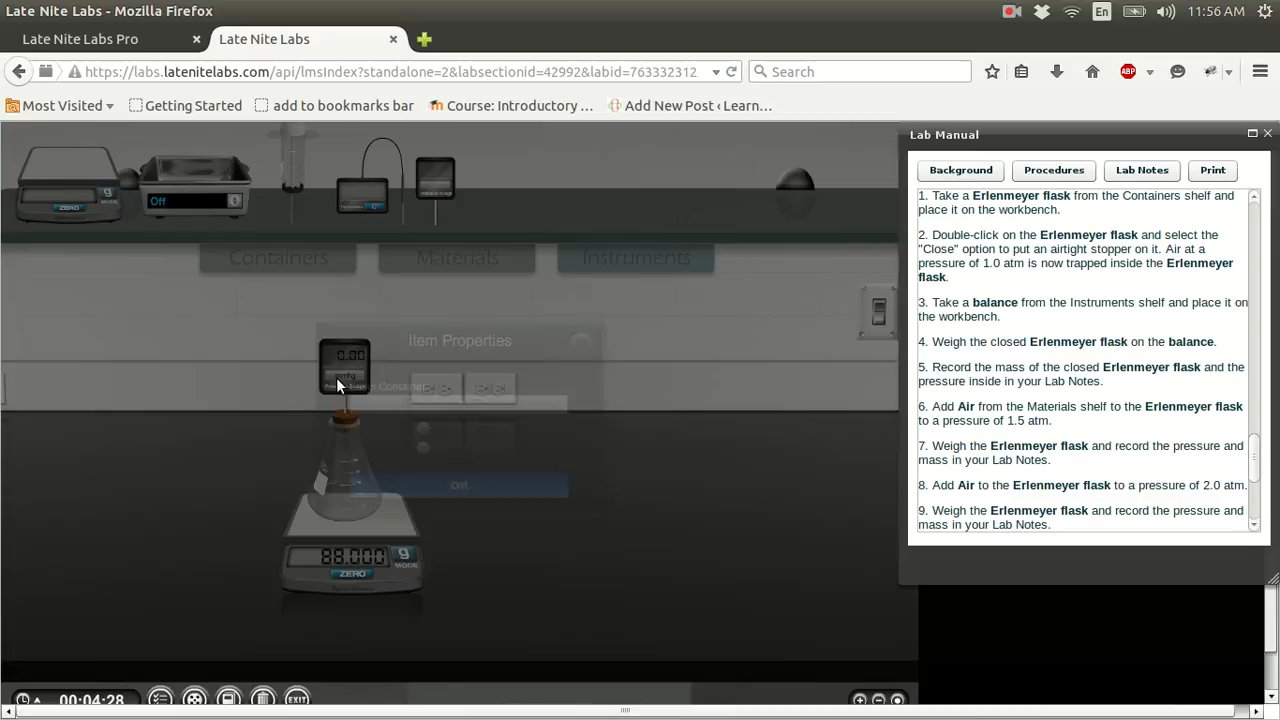 Late Nite Labs - Mozilla Firefox
En
11:56 AM
Late Nite Labs Pro
Late Nite Labs
https://labs.latenitelabs.com/api/lmsIndex?standalone=2&labsectionid=42992&labid=763332312
Search
ABP
Most Visited
Getting Started
add to bookmarks bar
Course: Introductory ...
Add New Post ‹ Learn...
Lab Manual
Background
Procedures
Lab Notes
Print
g
ZERO
MODE
Off
°C
Containers
Materials
Instruments
Item Properties
0.00
Container
OK
88.000
g
MODE
ZERO
1. Take a Erlenmeyer flask from the Containers shelf and
place it on the workbench.
2. Double-click on the Erlenmeyer flask and select the
"Close" option to put an airtight stopper on it. Air at a
pressure of 1.0 atm is now trapped inside the Erlenmeyer
flask.
3. Take a balance from the Instruments shelf and place it on
the workbench.
4. Weigh the closed Erlenmeyer flask on the balance.
5. Record the mass of the closed Erlenmeyer flask and the
pressure inside in your Lab Notes.
6. Add Air from the Materials shelf to the Erlenmeyer flask
to a pressure of 1.5 atm.
7. Weigh the Erlenmeyer flask and record the pressure and
mass in your Lab Notes.
8. Add Air to the Erlenmeyer flask to a pressure of 2.0 atm.
9. Weigh the Erlenmeyer flask and record the pressure and
mass in your Lab Notes.
00:04:28
EXIT